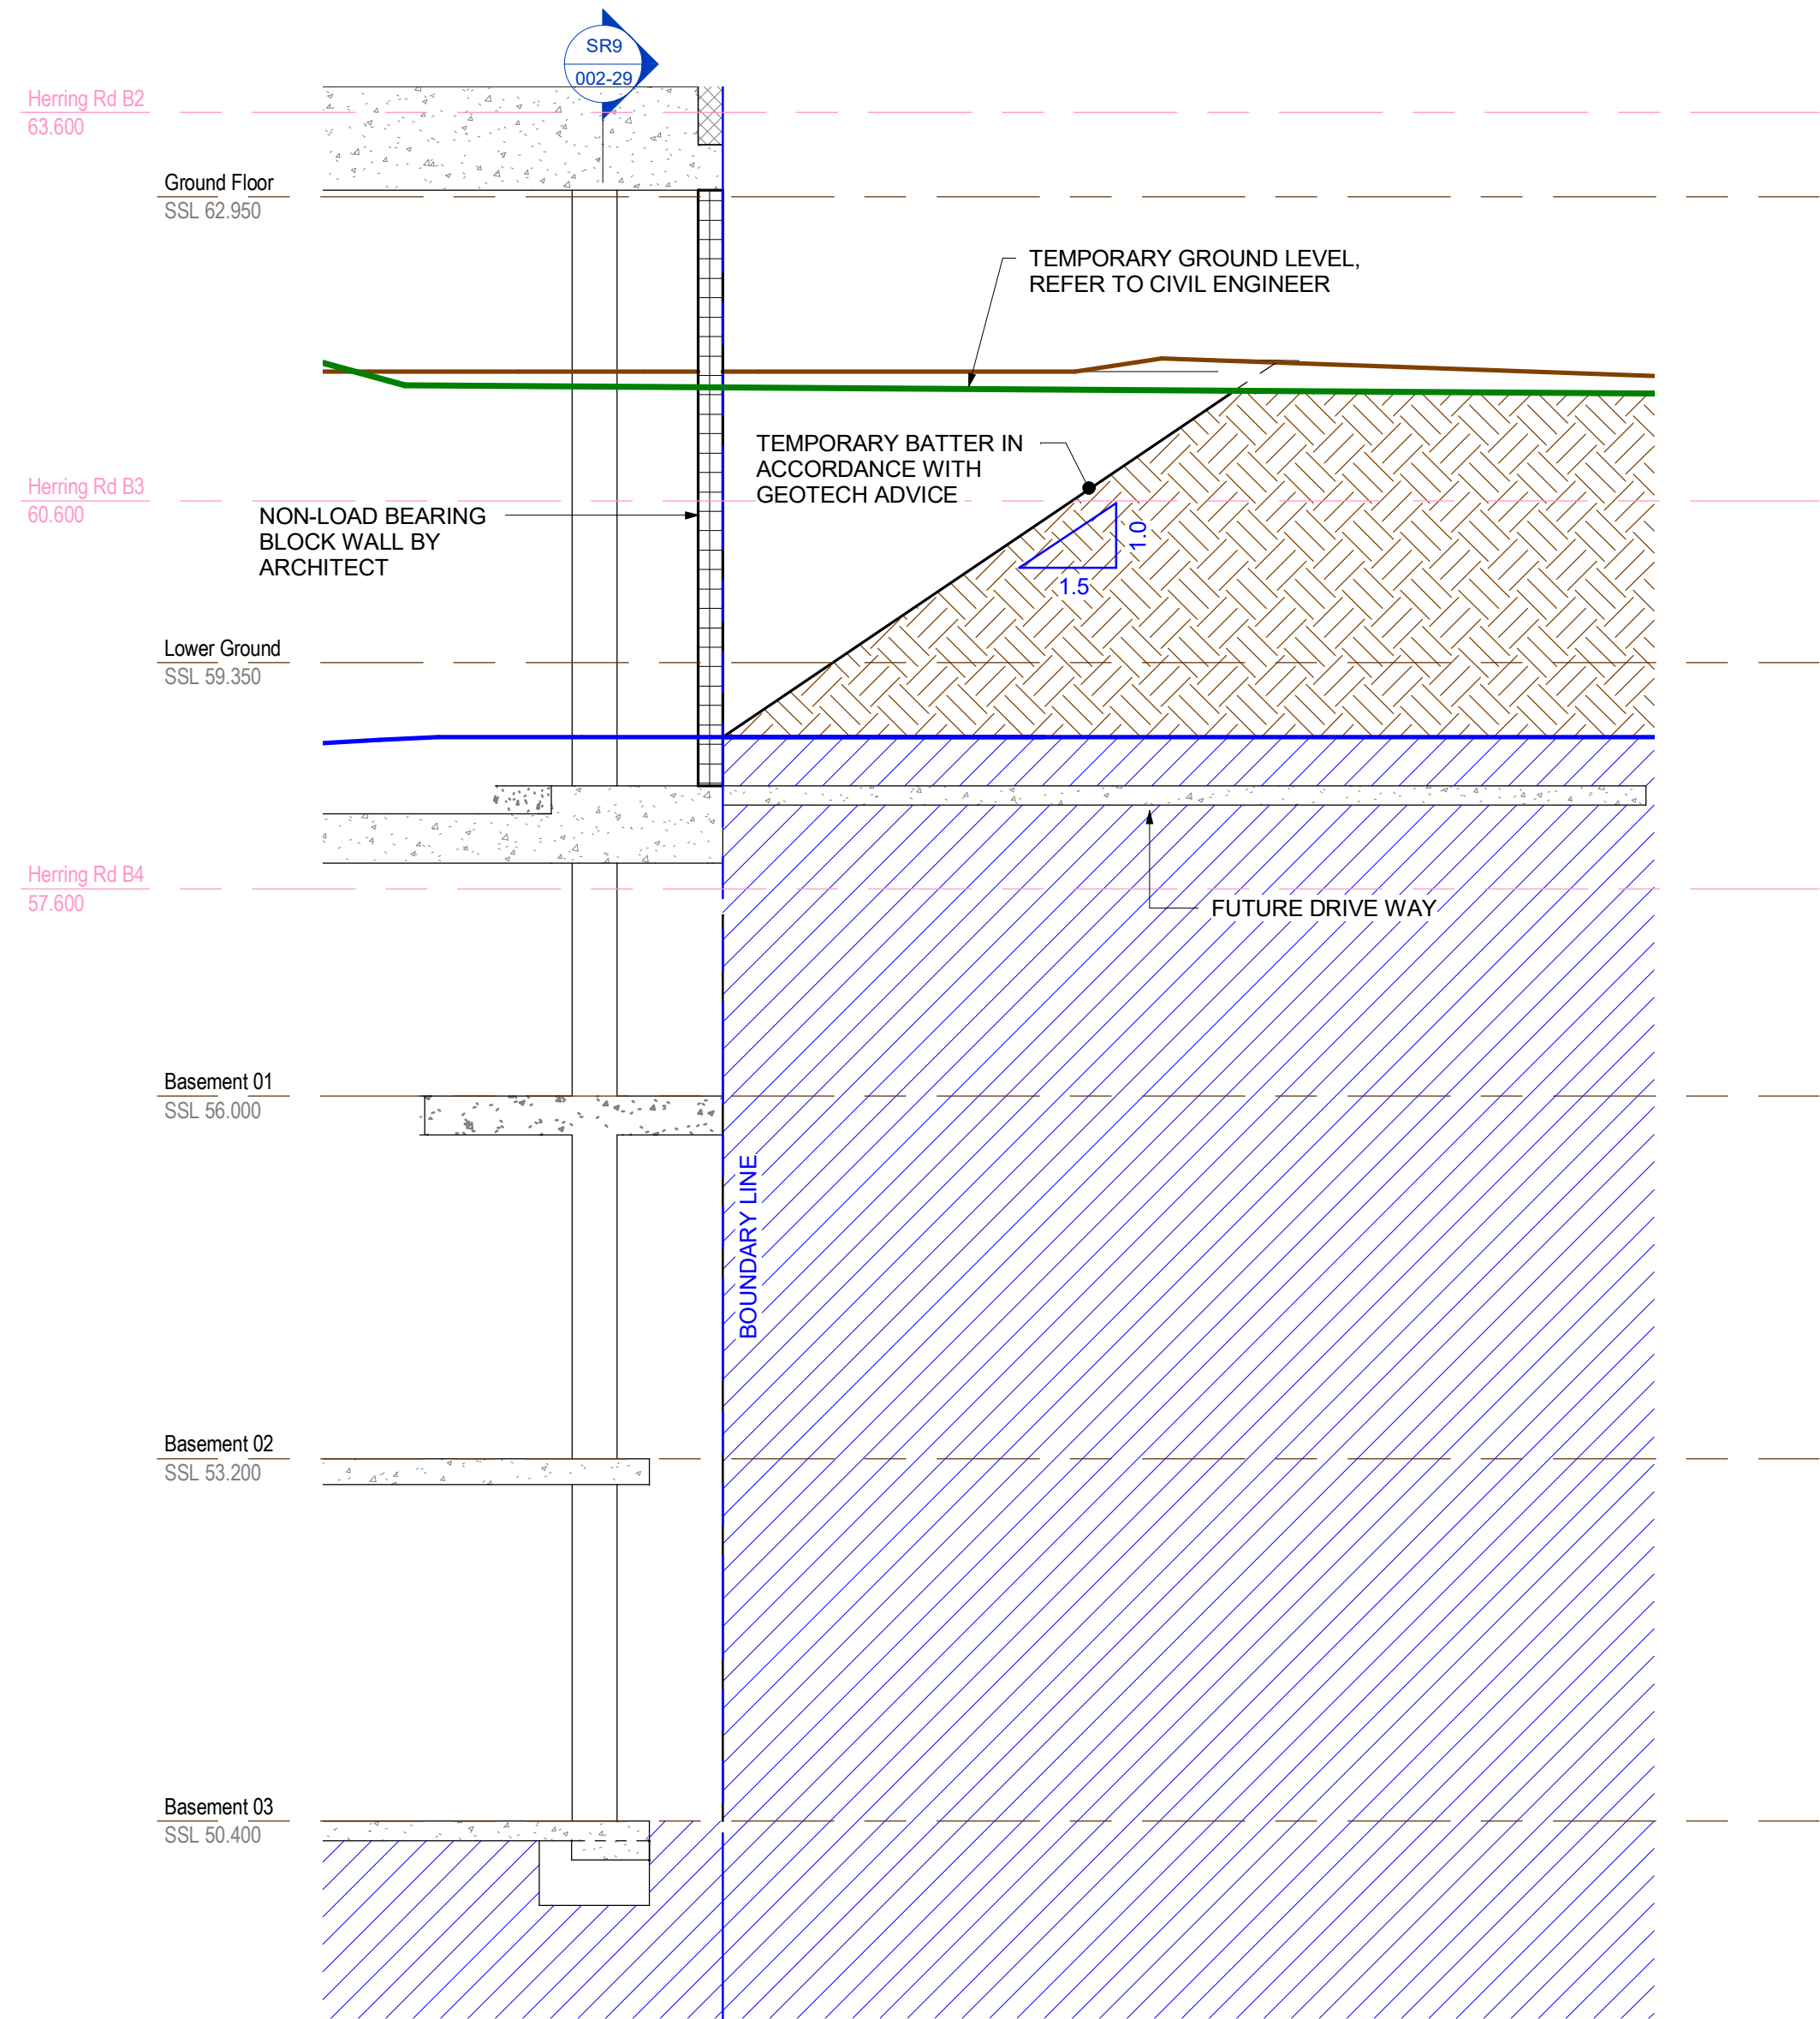 SR9
002-29
Herring Rd B2
63.600
Ground Floor
SSL 62.950
TEMPORARY GROUND LEVEL,
REFER TO CIVIL ENGINEER
TEMPORARY BATTER IN
ACCORDANCE WITH
GEOTECH ADVICE
Herring Rd B3
60.600
NON-LOAD BEARING
BLOCK WALL BY
ARCHITECT
1.0
1.5
Lower Ground
SSL 59.350
Herring Rd B4
57.600
FUTURE DRIVE WAY
Basement 01
SSL 56.000
BOUNDARY LINE
Basement 02
SSL 53.200
Basement 03
SSL 50.400